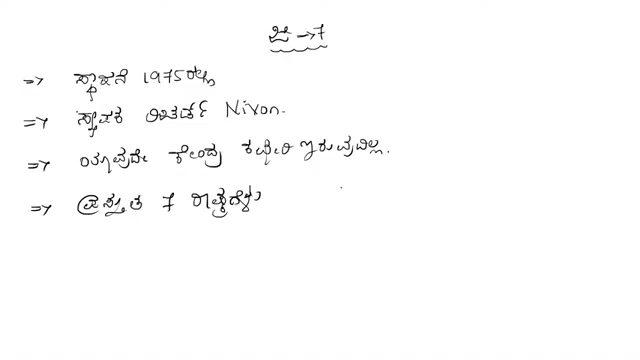 ಜಿ →7
=> ಸ್ಥಾಪನೆ 1975ರಲ್ಲಿ
=> ಸ್ಥಾಪಕ ರಿಚರ್ಡ್ Nixon.
=> ಯಾವುದೇ ಕೇಂದ್ರ ಕಛೇರಿ ಇರುವುದಿಲ್ಲ.
=> ಪ್ರಸ್ತುತ 7 ರಾಷ್ಟ್ರಗಳು